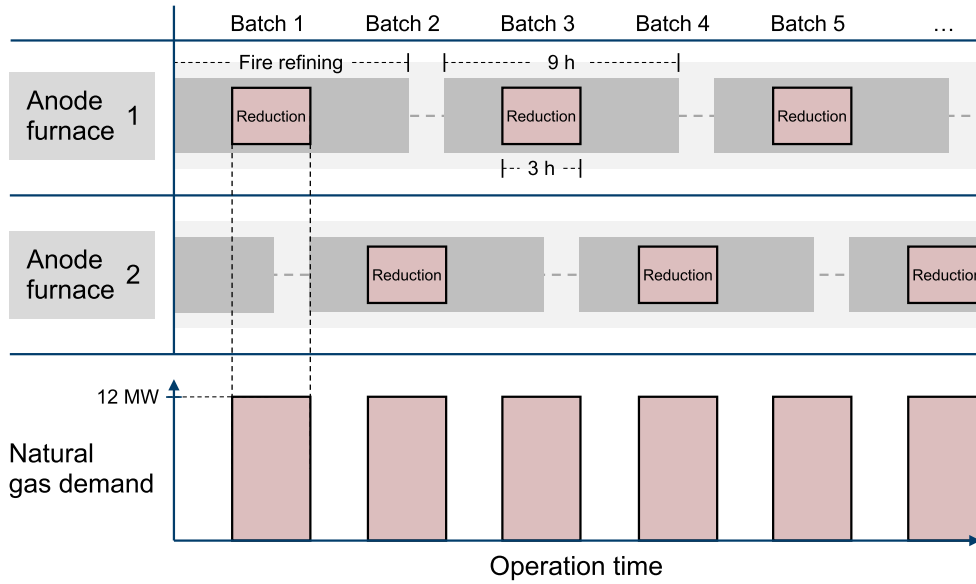 Batch 1 Batch 2 Batch 3 Batch 4 Batch 5 …
Fire refining 9 h
Anode
furnace 1
Reduction Reduction Reduction
3 h
Anode
furnace 2
Reduction Reduction Reduction
12 MW
Natural
gas demand
Operation time